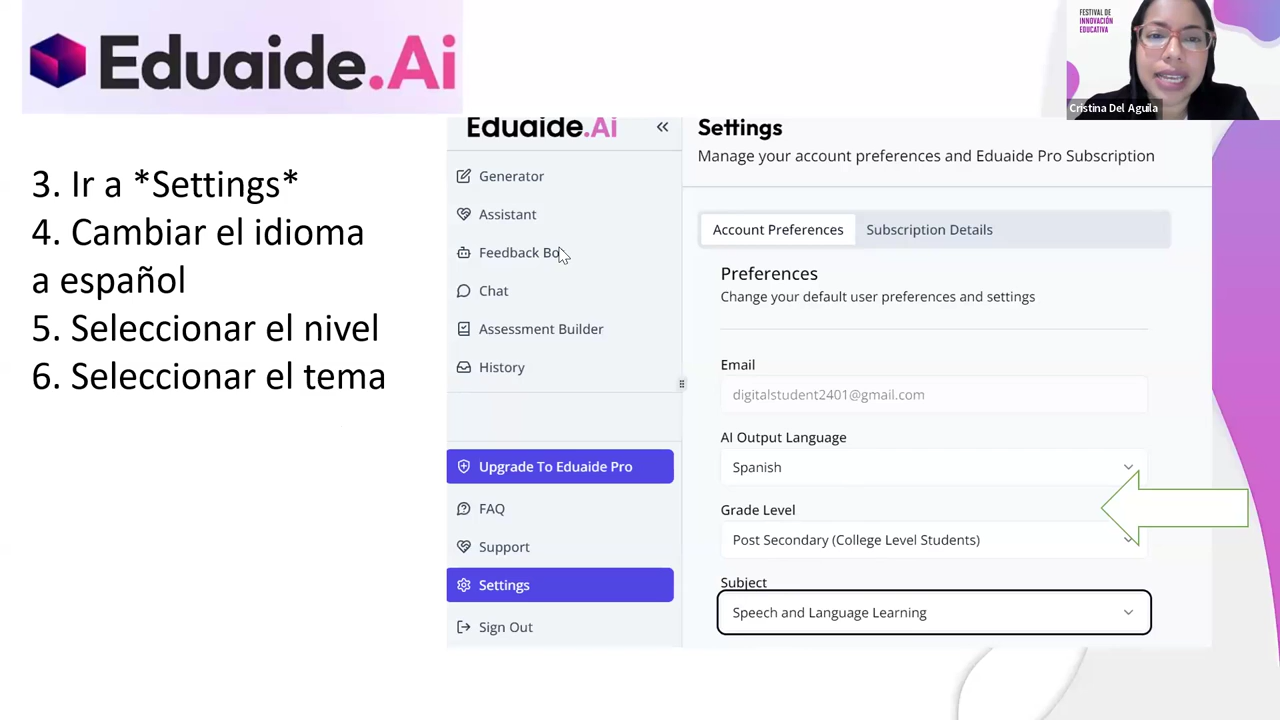 Eduaide.Ai
FESTIVAL DE
INNOVACIÓN
EDUCATIVA
Cristina Del Aguila
3. Ir a *Settings*
4. Cambiar el idioma
a español
5. Seleccionar el nivel
6. Seleccionar el tema
Eduaide.Ai
Generator
Assistant
Feedback Bo
Chat
Assessment Builder
History
Upgrade To Eduaide Pro
FAQ
Support
Settings
Sign Out
Settings
Manage your account preferences and Eduaide Pro Subscription
Account Preferences Subscription Details
Preferences
Change your default user preferences and settings
Email
digitalstudent2401@gmail.com
AI Output Language
Spanish
Grade Level
Post Secondary (College Level Students)
Subject
Speech and Language Learning